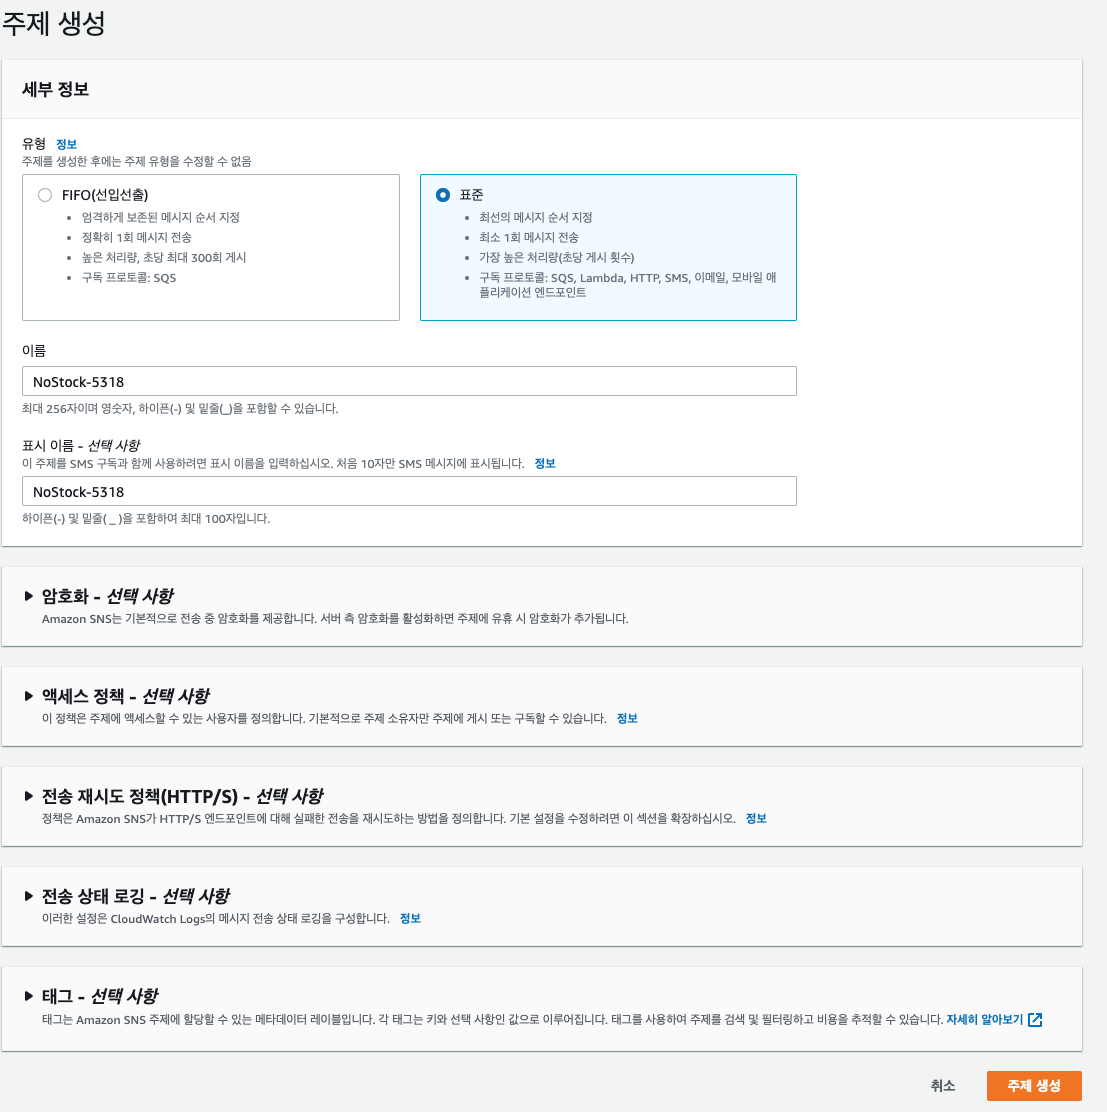 주제 생성
세부 정보
유형 정보
주제를 생성한 후에는 주제 유형을 수정할 수 없음
FIFO(선입선출)
엄격하게 보존된 메시지 순서 지정
정확히 1회 메시지 전송
높은 처리량, 초당 최대 300회 게시
구독 프로토콜: SQS
표준
최선의 메시지 순서 지정
최소 1회 메시지 전송
가장 높은 처리량(초당 게시 횟수)
구독 프로토콜: SQS, Lambda, HTTP, SMS, 이메일, 모바일 애
플리케이션 엔드포인트
이름
NoStock-5318
최대 256자이며 영숫자, 하이픈(-) 및 밑줄(_)을 포함할 수 있습니다.
표시 이름 - 선택 사항
이 주제를 SMS 구독과 함께 사용하려면 표시 이름을 입력하십시오. 처음 10자만 SMS 메시지에 표시됩니다. 정보
NoStock-5318
하이픈(-) 및 밑줄( _ )을 포함하여 최대 100자입니다.
암호화 - 선택 사항
Amazon SNS는 기본적으로 전송 중 암호화를 제공합니다. 서버 측 암호화를 활성화하면 주제에 유휴 시 암호화가 추가됩니다.
액세스 정책 - 선택 사항
이 정책은 주제에 액세스할 수 있는 사용자를 정의합니다. 기본적으로 주제 소유자만 주제에 게시 또는 구독할 수 있습니다. 정보
전송 재시도 정책(HTTP/S) - 선택 사항
정책은 Amazon SNS가 HTTP/S 엔드포인트에 대해 실패한 전송을 재시도하는 방법을 정의합니다. 기본 설정을 수정하려면 이 섹션을 확장하십시오. 정보
전송 상태 로깅 - 선택 사항
이러한 설정은 CloudWatch Logs의 메시지 전송 상태 로깅을 구성합니다. 정보
태그 - 선택 사항
태그는 Amazon SNS 주제에 할당할 수 있는 메타데이터 레이블입니다. 각 태그는 키와 선택 사항인 값으로 이루어집니다. 태그를 사용하여 주제를 검색 및 필터링하고 비용을 추적할 수 있습니다. 자세히 알아보기
취소
주제 생성